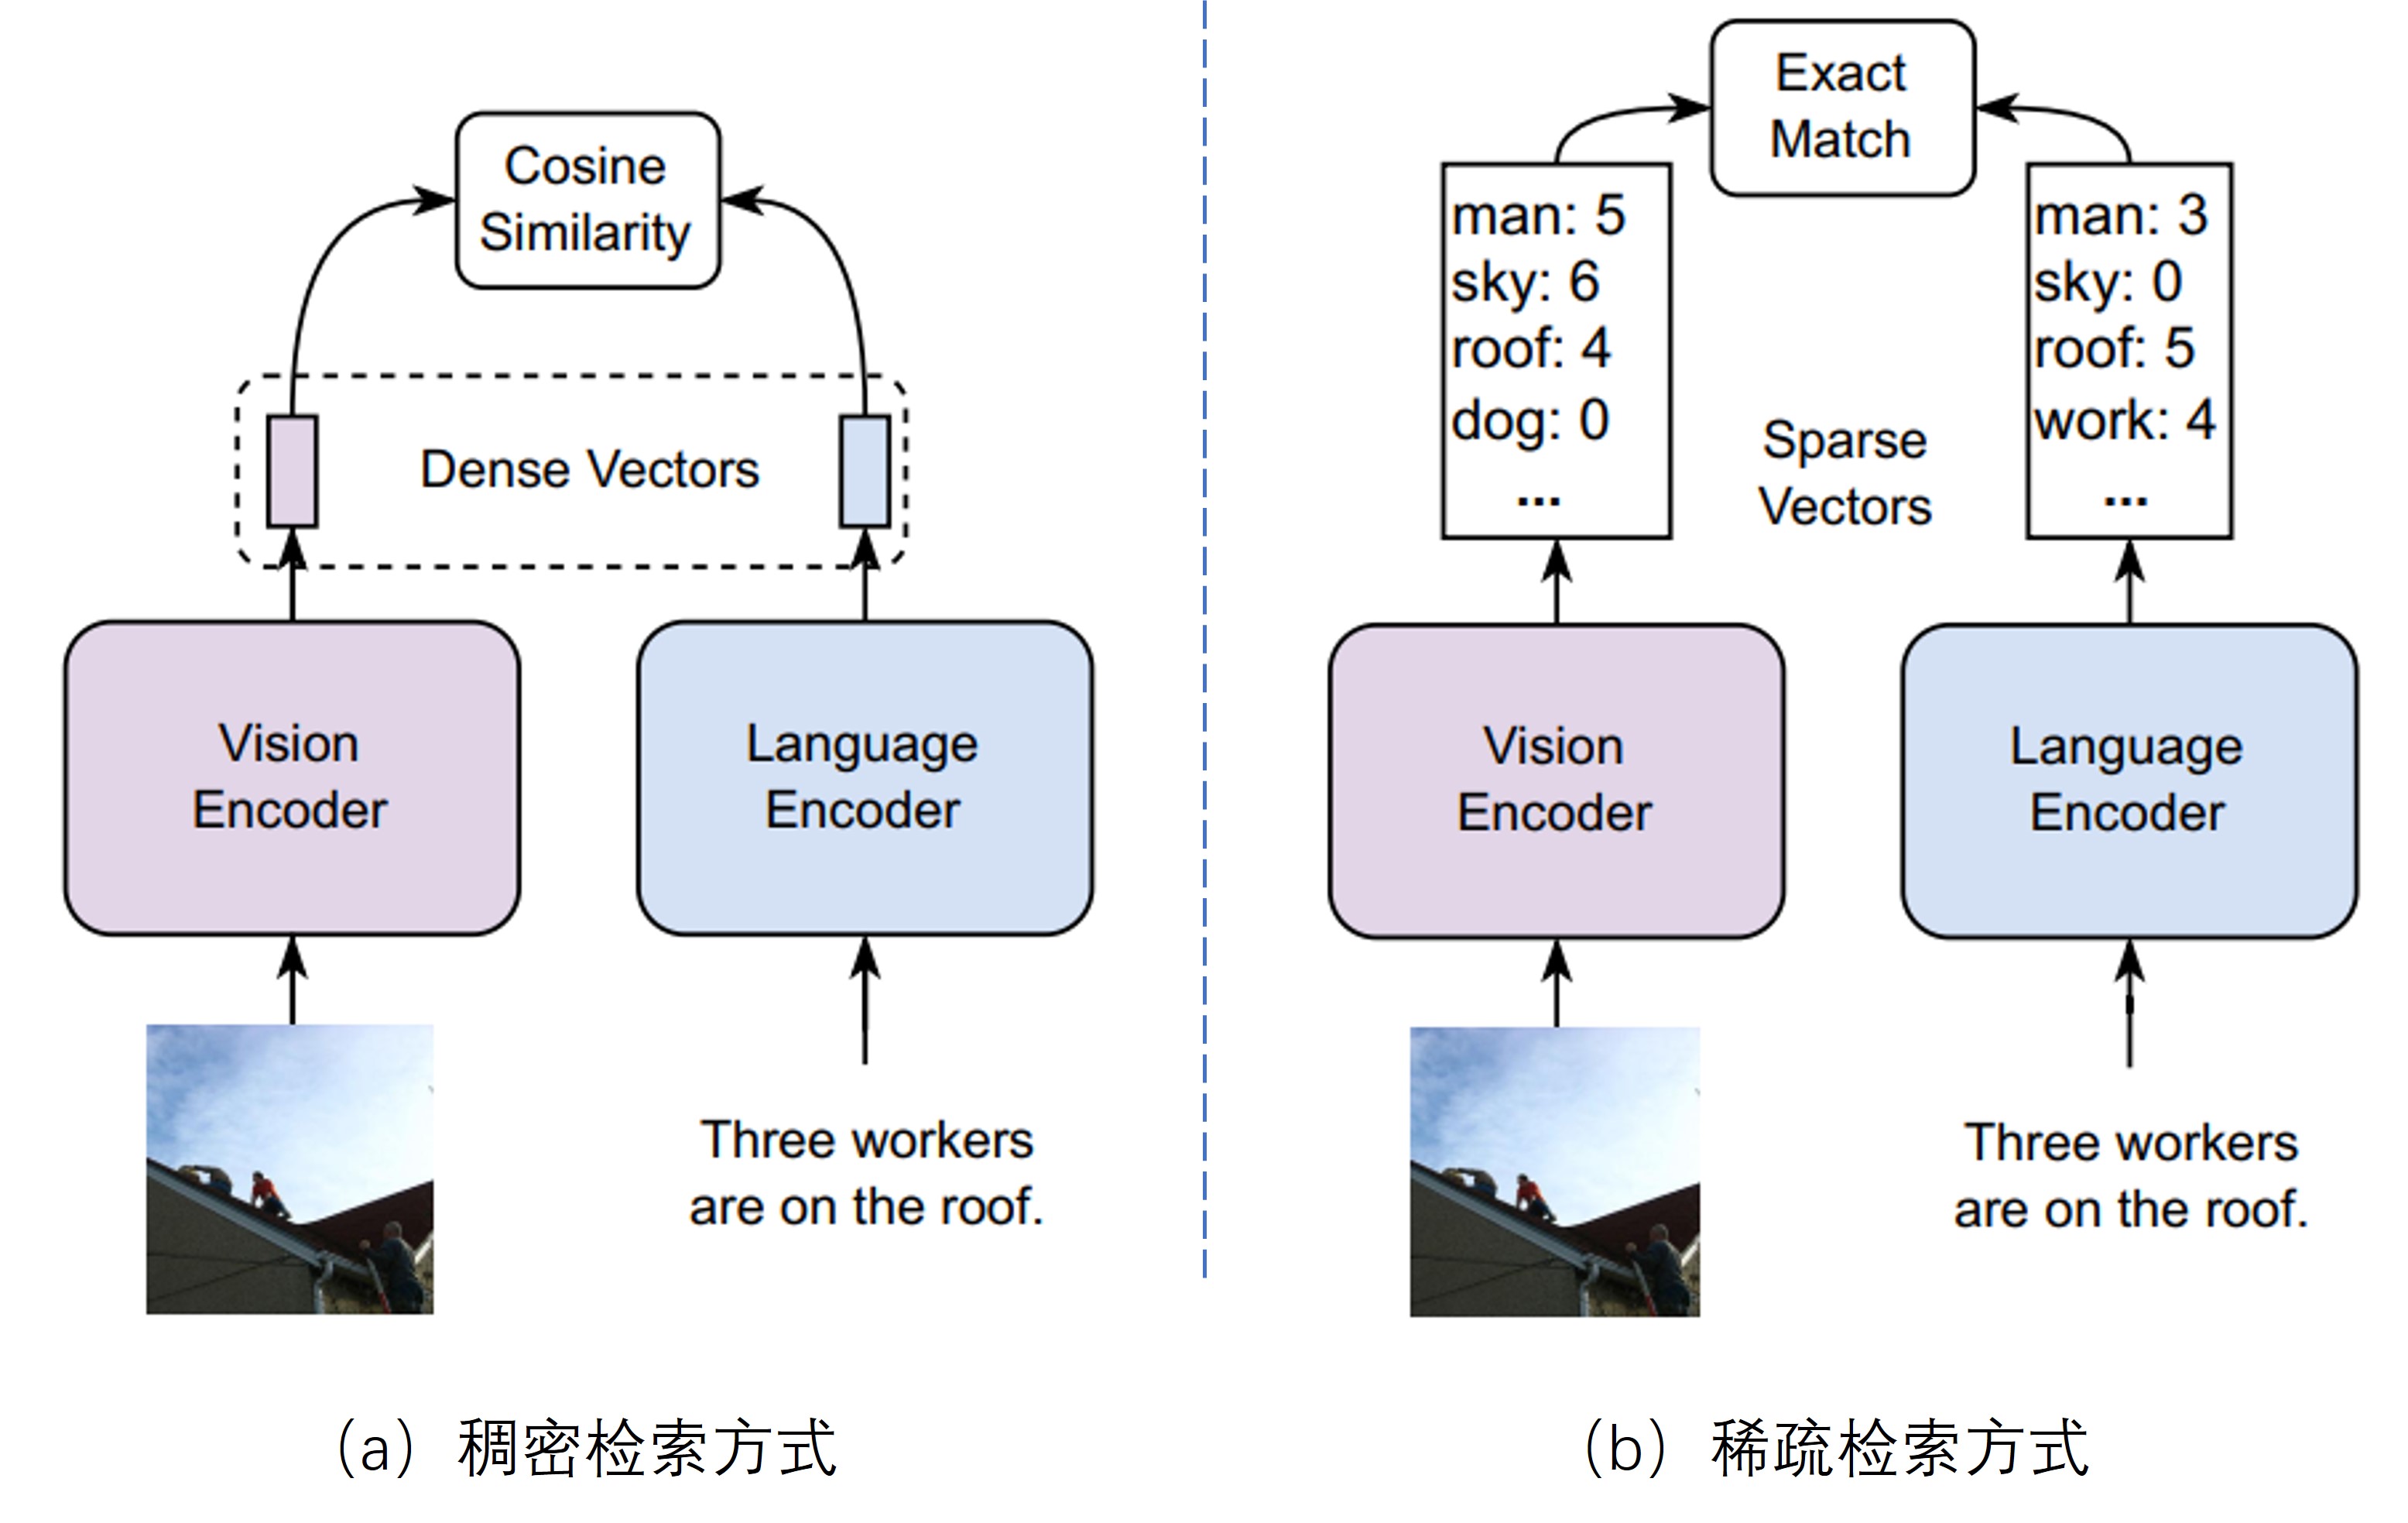 Cosine
Similarity
Dense Vectors
Vision
Encoder
Language
Encoder
Three workers
are on the roof.
(a) 稠密检索方式
Exact
Match
man: 5
sky: 6
roof: 4
dog: 0
...
Sparse
Vectors
man: 3
sky: 0
roof: 5
work: 4
...
Vision
Encoder
Language
Encoder
Three workers
are on the roof.
(b) 稀疏检索方式